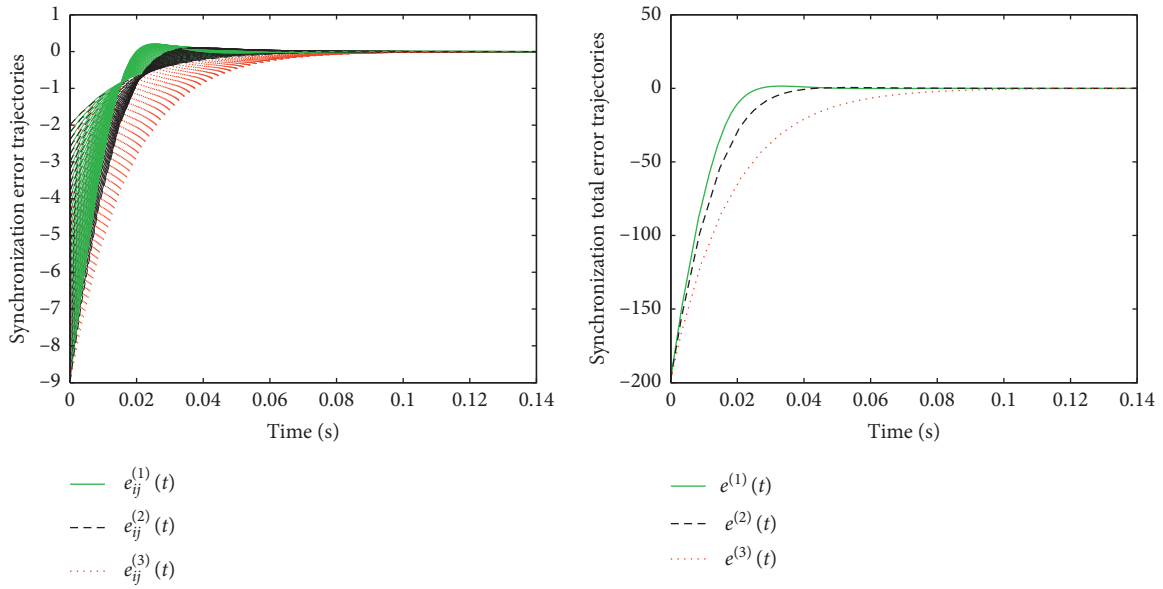 Synchronization error trajectories
1
0
–1
–2
–3
–4
–5
–6
–7
–8
–9
0 0.02 0.04 0.06 0.08 0.1 0.12 0.14
Time (s)
e_{ij}^{(1)} (t)
e_{ij}^{(2)} (t)
e_{ij}^{(3)} (t)
Synchronization total error trajectories
50
0
–50
–100
–150
–200
0 0.02 0.04 0.06 0.08 0.1 0.12 0.14
Time (s)
e^{(1)} (t)
e^{(2)} (t)
e^{(3)} (t)